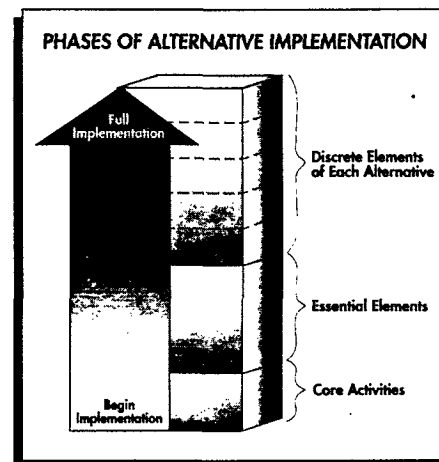 PHASES OF ALTERNATIVE IMPLEMENTATION
Full
Implementation
Discrete Elements
of Each Alternative
Essential Elements
Core Activities
Begin
Implementation